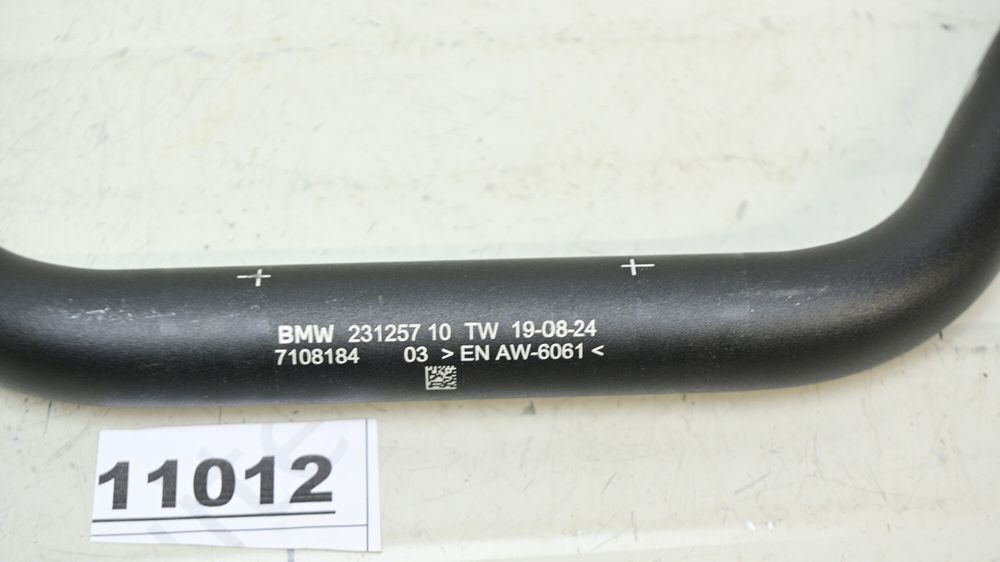 BMW 231257 10 TW 19-08-24
7108184 03 > EN AW-6061 <
11012